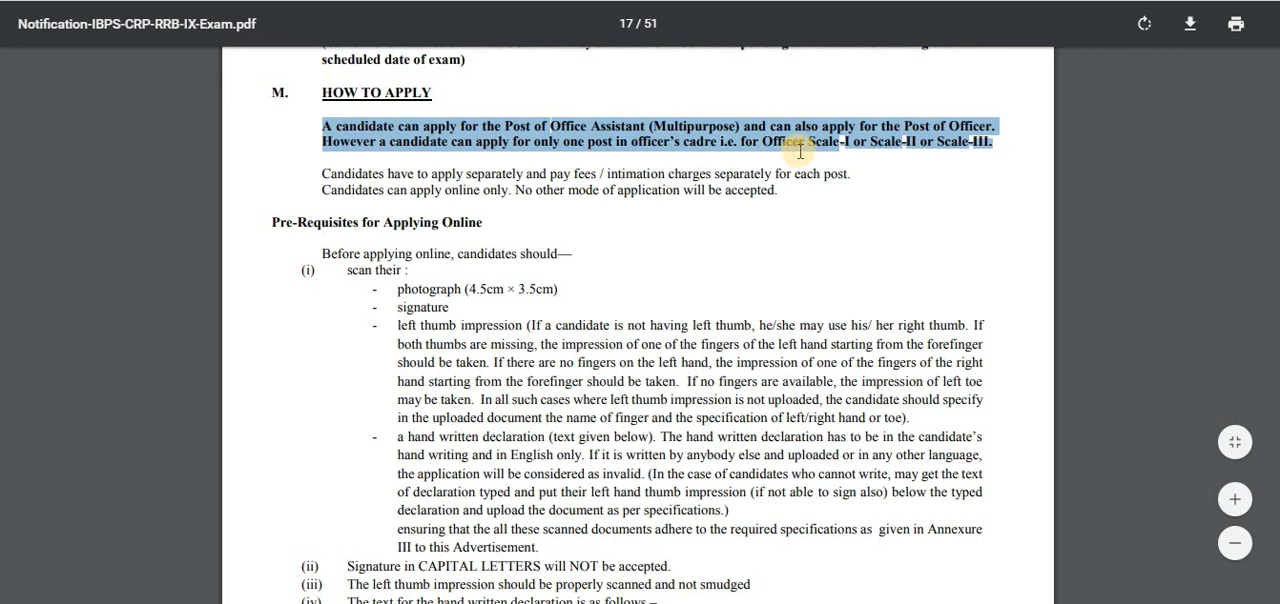 Notification-IBPS-CRP-RRB-IX-Exam.pdf
17 / 51
scheduled date of exam)
M. HOW TO APPLY
A candidate can apply for the Post of Office Assistant (Multipurpose) and can also apply for the Post of Officer.
However a candidate can apply for only one post in officer's cadre i.e. for Officer Scale-I or Scale-II or Scale-III.
Candidates have to apply separately and pay fees / intimation charges separately for each post.
Candidates can apply online only. No other mode of application will be accepted.
Pre-Requisites for Applying Online
Before applying online, candidates should—
(i) scan their :
- photograph (4.5cm × 3.5cm)
- signature
- left thumb impression (If a candidate is not having left thumb, he/she may use his/ her right thumb. If
both thumbs are missing, the impression of one of the fingers of the left hand starting from the forefinger
should be taken. If there are no fingers on the left hand, the impression of one of the fingers of the right
hand starting from the forefinger should be taken. If no fingers are available, the impression of left toe
may be taken. In all such cases where left thumb impression is not uploaded, the candidate should specify
in the uploaded document the name of finger and the specification of left/right hand or toe).
- a hand written declaration (text given below). The hand written declaration has to be in the candidate's
hand writing and in English only. If it is written by anybody else and uploaded or in any other language,
the application will be considered as invalid. (In the case of candidates who cannot write, may get the text
of declaration typed and put their left hand thumb impression (if not able to sign also) below the typed
declaration and upload the document as per specifications.)
ensuring that the all these scanned documents adhere to the required specifications as given in Annexure
III to this Advertisement.
(ii) Signature in CAPITAL LETTERS will NOT be accepted.
(iii) The left thumb impression should be properly scanned and not smudged
(iv) The text for the hand written declaration is as follows –